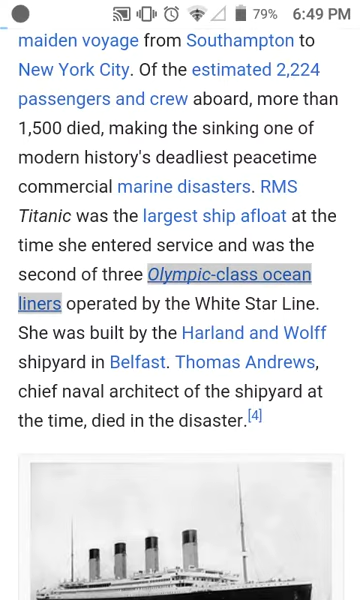 79% 6:49 PM
maiden voyage from Southampton to
New York City. Of the estimated 2,224
passengers and crew aboard, more than
1,500 died, making the sinking one of
modern history's deadliest peacetime
commercial marine disasters. RMS
Titanic was the largest ship afloat at the
time she entered service and was the
second of three Olympic-class ocean
liners operated by the White Star Line.
She was built by the Harland and Wolff
shipyard in Belfast. Thomas Andrews,
chief naval architect of the shipyard at
the time, died in the disaster.[4]